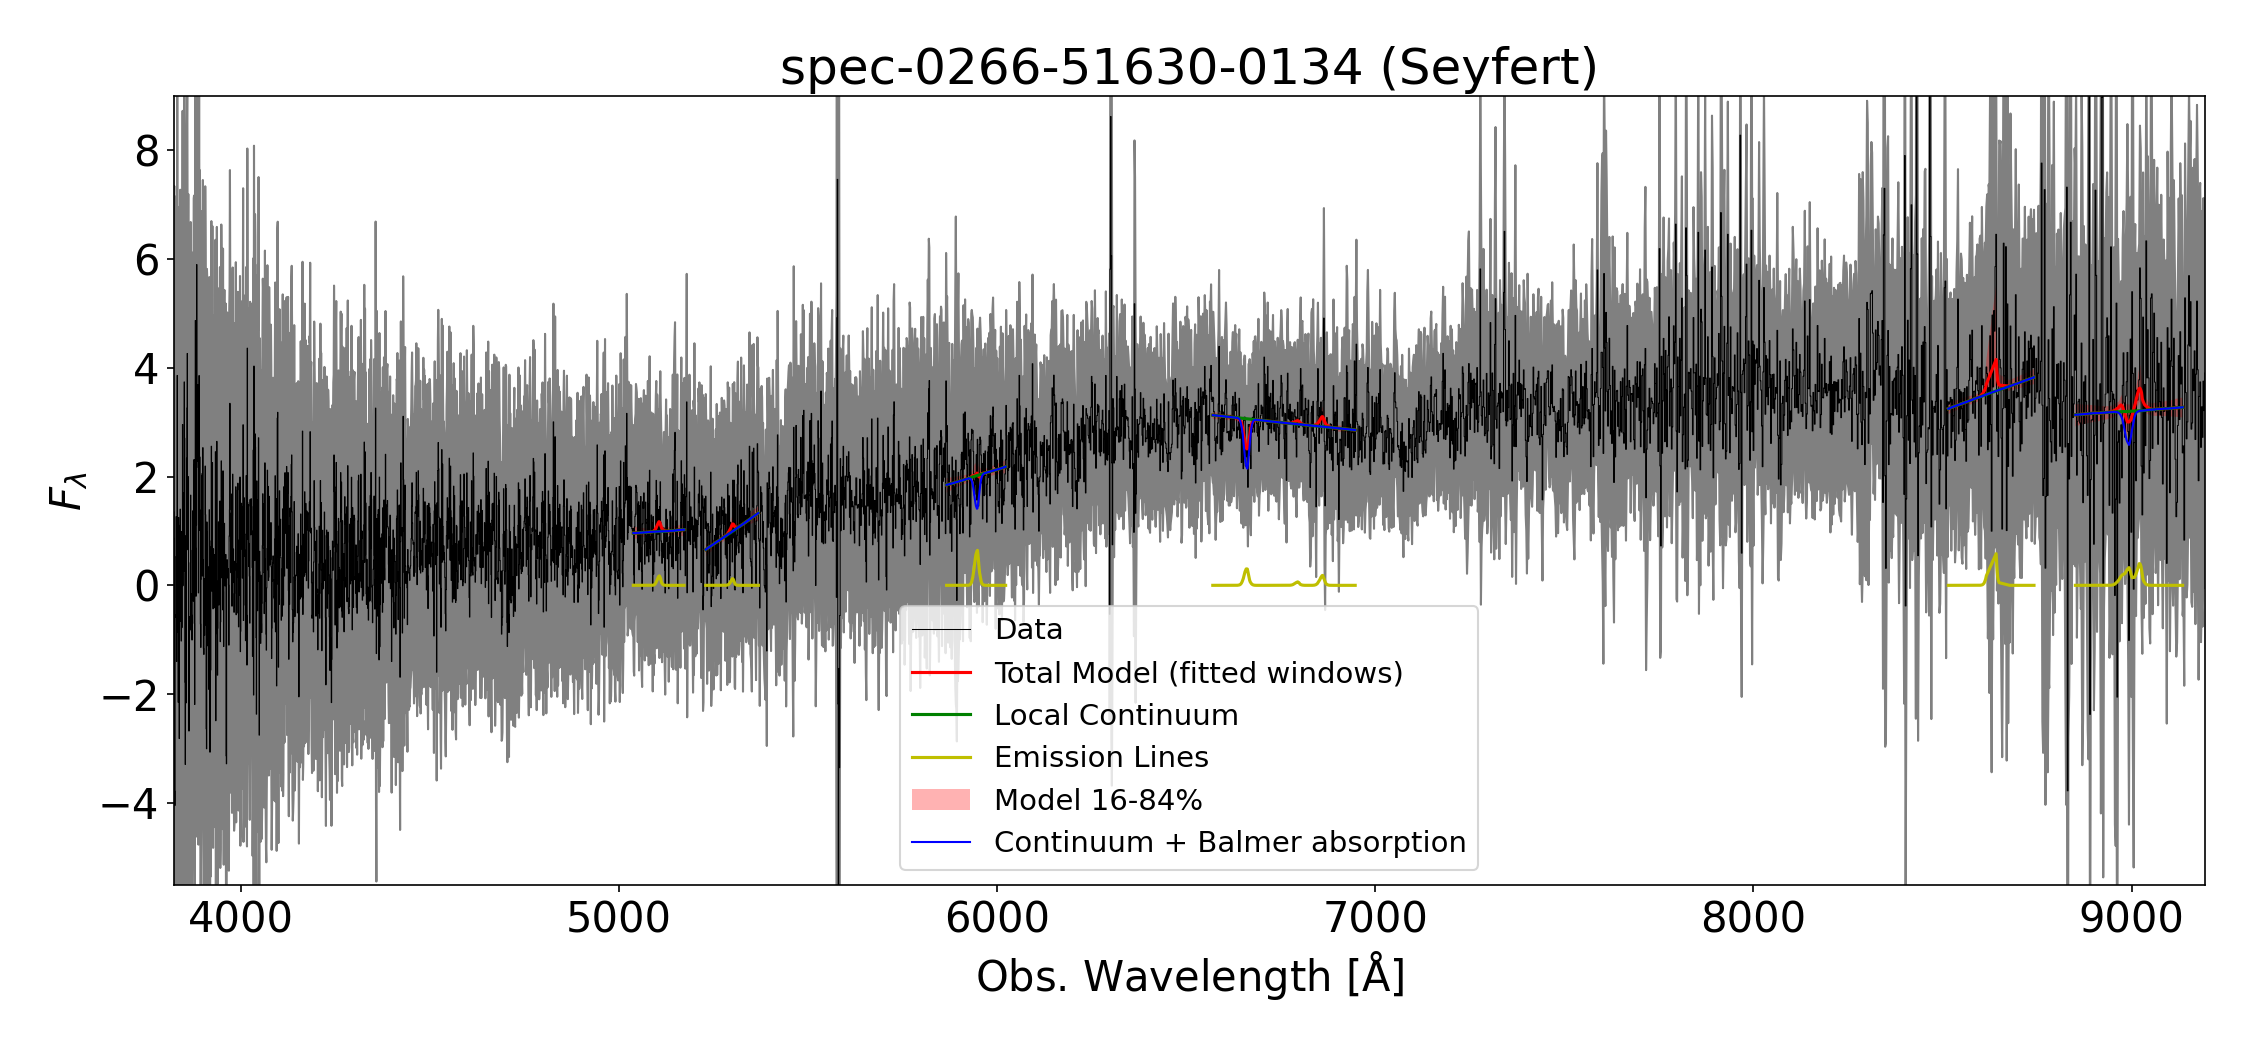 spec-0266-51630-0134 (Seyfert)
8
6
4
2
0
−2
−4
Fλ
4000 5000 6000 7000 8000 9000
Obs. Wavelength [Å]
Data
Total Model (fitted windows)
Local Continuum
Emission Lines
Model 16-84%
Continuum + Balmer absorption